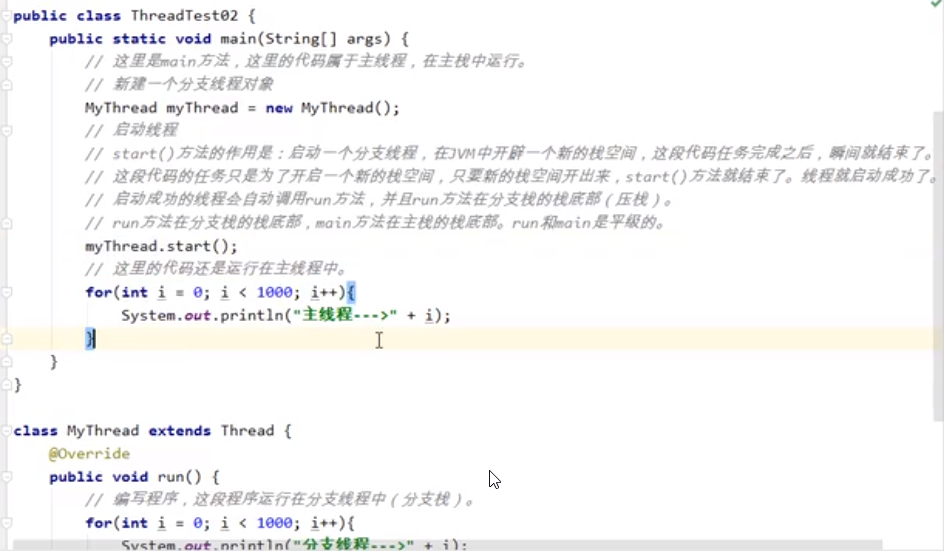 public class ThreadTest02 {
public static void main(String[] args) {
// 这里是main方法，这里的代码属于主线程，在主栈中运行。
// 新建一个分支线程对象
MyThread myThread = new MyThread();
// 启动线程
// start()方法的作用是：启动一个分支线程，在JVM中开辟一个新的栈空间，这段代码任务完成之后，瞬间就结束了。
// 这段代码的任务只是为了开启一个新的栈空间，只要新的栈空间开出来，start()方法就结束了。线程就启动成功了。
// 启动成功的线程会自动调用run方法，并且run方法在分支栈的栈底部（压栈）。
// run方法在分支栈的栈底部，main方法在主栈的栈底部。run和main是平级的。
myThread.start();
// 这里的代码还是运行在主线程中。
for(int i = 0; i < 1000; i++){
System.out.println("主线程--->" + i);
}
}
}
class MyThread extends Thread {
@Override
public void run() {
// 编写程序，这段程序运行在分支线程中（分支栈）。
for(int i = 0; i < 1000; i++){
System.out.println("分支线程--->" + i);